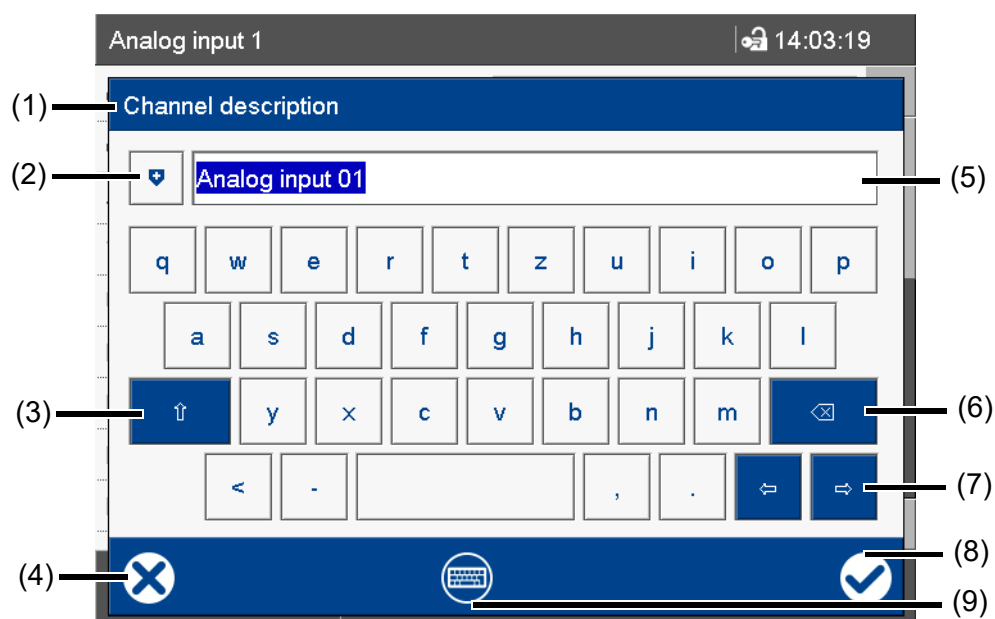 Analog input 1 14:03:19
(1) Channel description
(2) Analog input 01 (5)
q w e r t z u i o p
a s d f g h j k l
(3) ⇧ y x c v b n m ⌫ (6)
< - , . ⇦ ⇨ (7)
(4) (8)
(9)